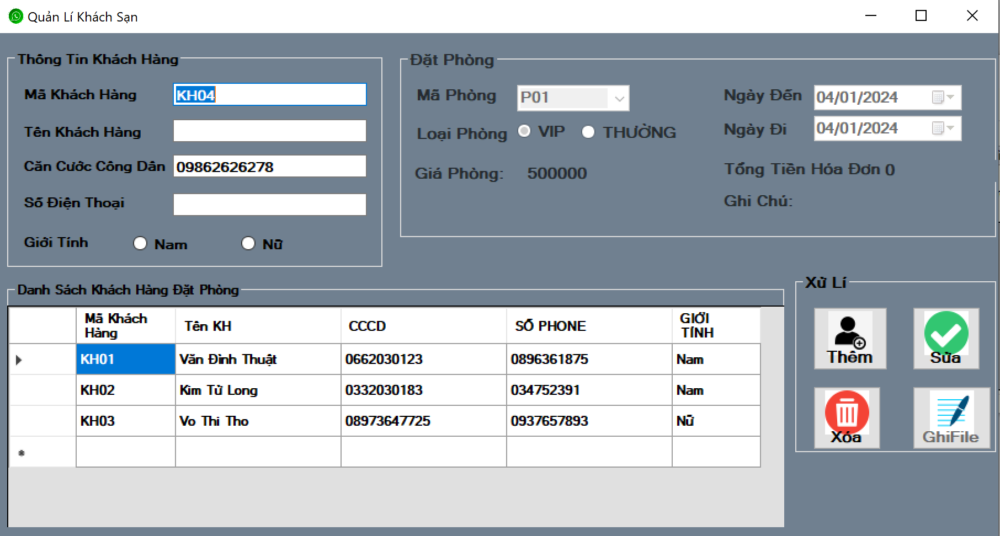 Quản Lí Khách Sạn
Thông Tin Khách Hàng
Mã Khách Hàng KH04
Tên Khách Hàng
Căn Cước Công Dân 09862626278
Số Điện Thoại
Giới Tính Nam Nữ
Đặt Phòng
Mã Phòng P01
Loại Phòng VIP THƯỜNG
Giá Phòng: 500000
Ngày Đến 04/01/2024
Ngày Đi 04/01/2024
Tổng Tiền Hóa Đơn 0
Ghi Chú:
Danh Sách Khách Hàng Đặt Phòng
Mã Khách Hàng Tên KH CCCD SỐ PHONE GIỚI TÍNH
KH01 Văn Đình Thuật 0662030123 0896361875 Nam
KH02 Kim Tử Long 0332030183 034752391 Nam
KH03 Vo Thi Tho 08973647725 0937657893 Nữ
Xử Lí
Thêm
Sửa
Xóa
GhiFile